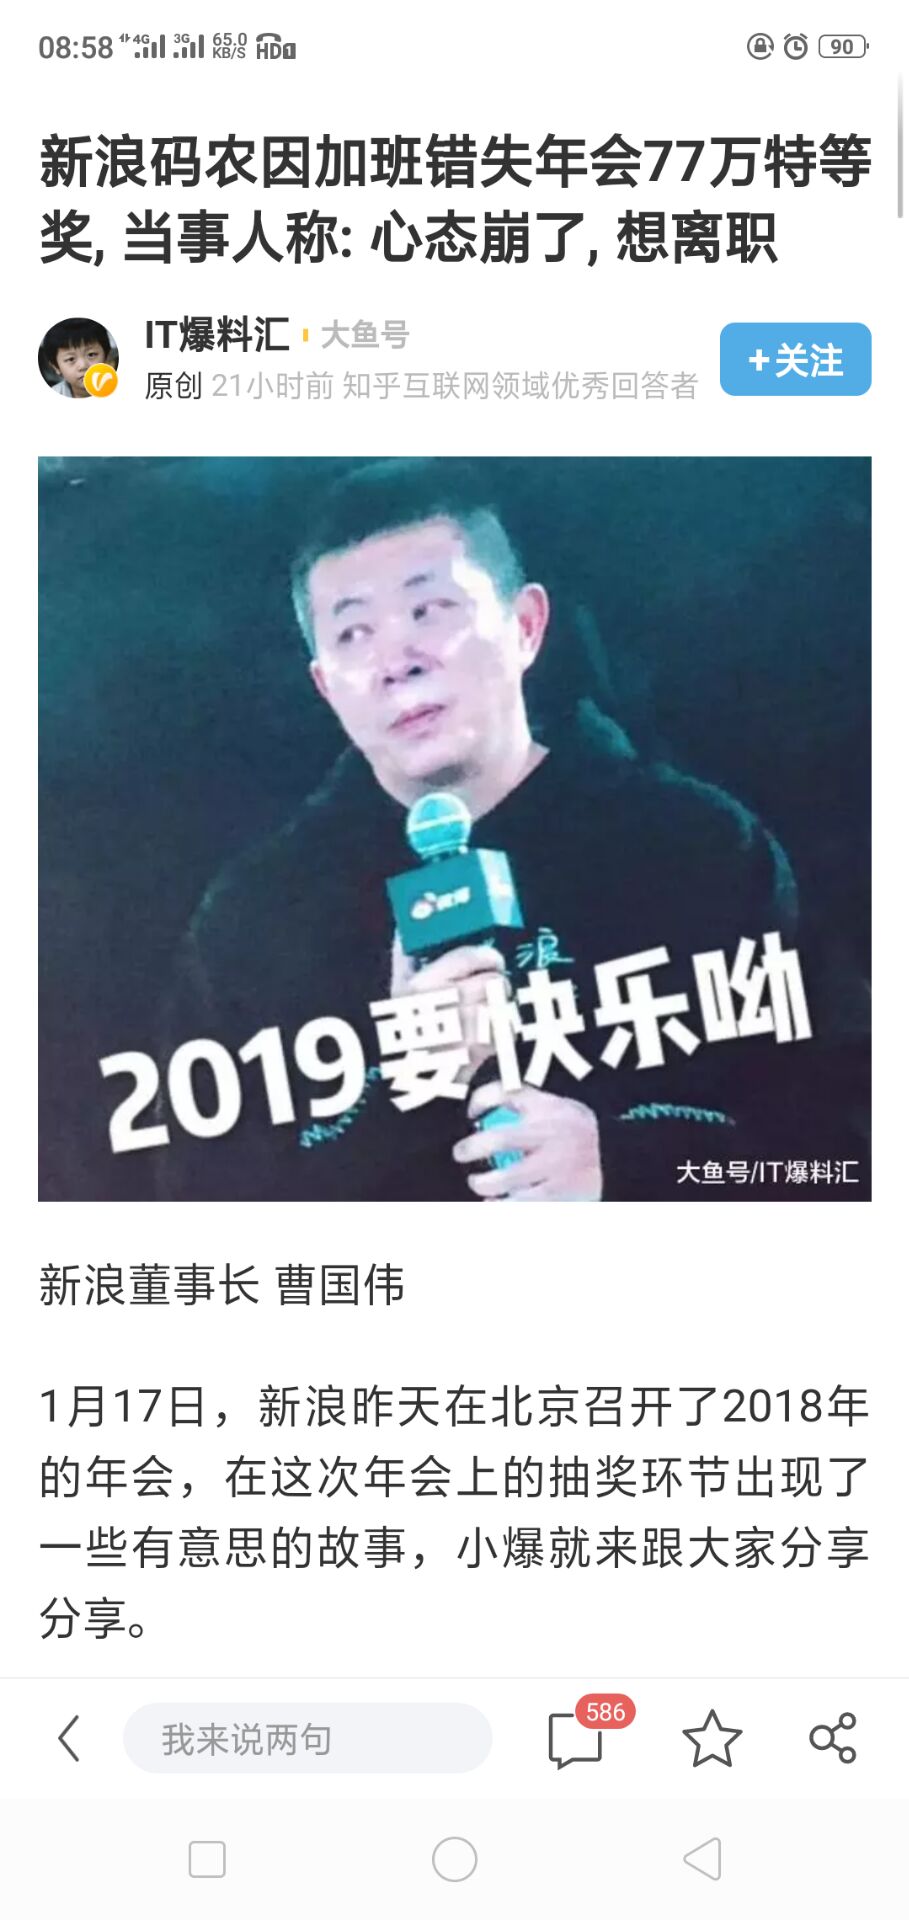 08:58 4G 3G 65.0 KB/S HD 1 90
新浪码农因加班错失年会77万特等
奖, 当事人称: 心态崩了, 想离职
IT爆料汇 大鱼号
原创 21小时前 知乎互联网领域优秀回答者
+关注
微博
浪
2019要快乐呦
大鱼号/IT爆料汇
新浪董事长 曹国伟
1月17日，新浪昨天在北京召开了2018年
的年会，在这次年会上的抽奖环节出现了
一些有意思的故事，小爆就来跟大家分享
分享。
我来说两句
586